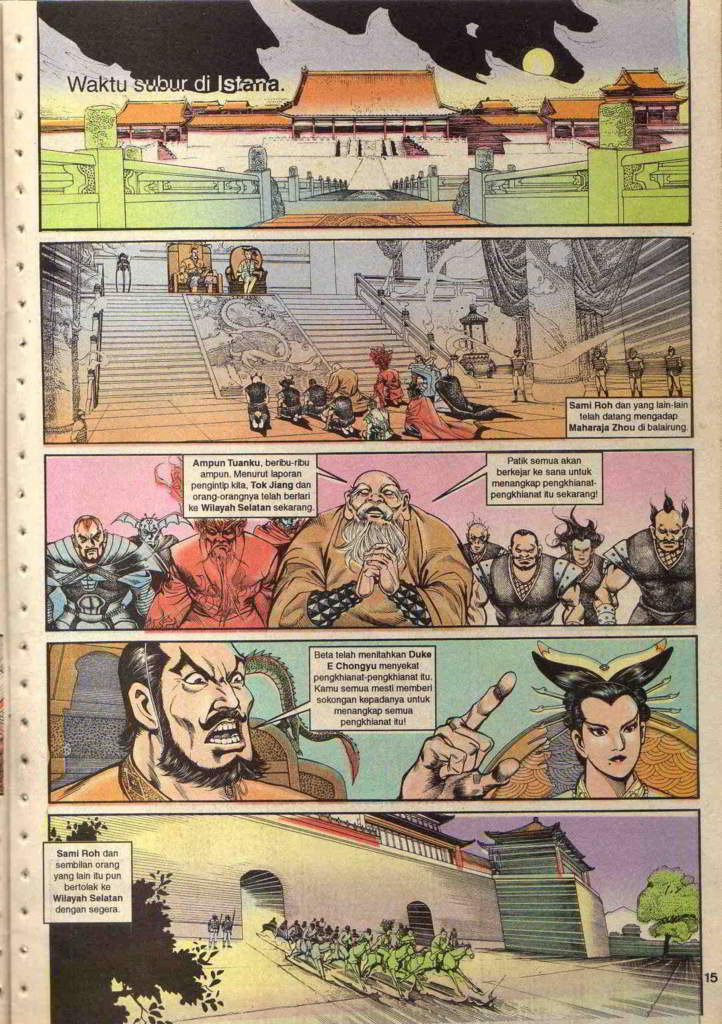 Waktu subur di Istana.
Sami Roh dan yang lain-lain
telah datang mengadap
Maharaja Zhou di balairung.
Ampun Tuanku, beribu-ribu
ampun. Menurut laporan
pengintip kita, Tok Jiang dan
orang-orangnya telah berlari
ke Wilayah Selatan sekarang.
Patik semua akan
berkejar ke sana untuk
menangkap pengkhianat-
pengkhianat itu sekarang!
Beta telah menitahkan Duke
E Chongyu menyekat
pengkhianat-pengkhianat itu.
Kamu semua mesti memberi
sokongan kepadanya untuk
menangkap semua
pengkhianat itu!
Sami Roh dan
sembilan orang
yang lain itu pun
bertolak ke
Wilayah Selatan
dengan segera.
15